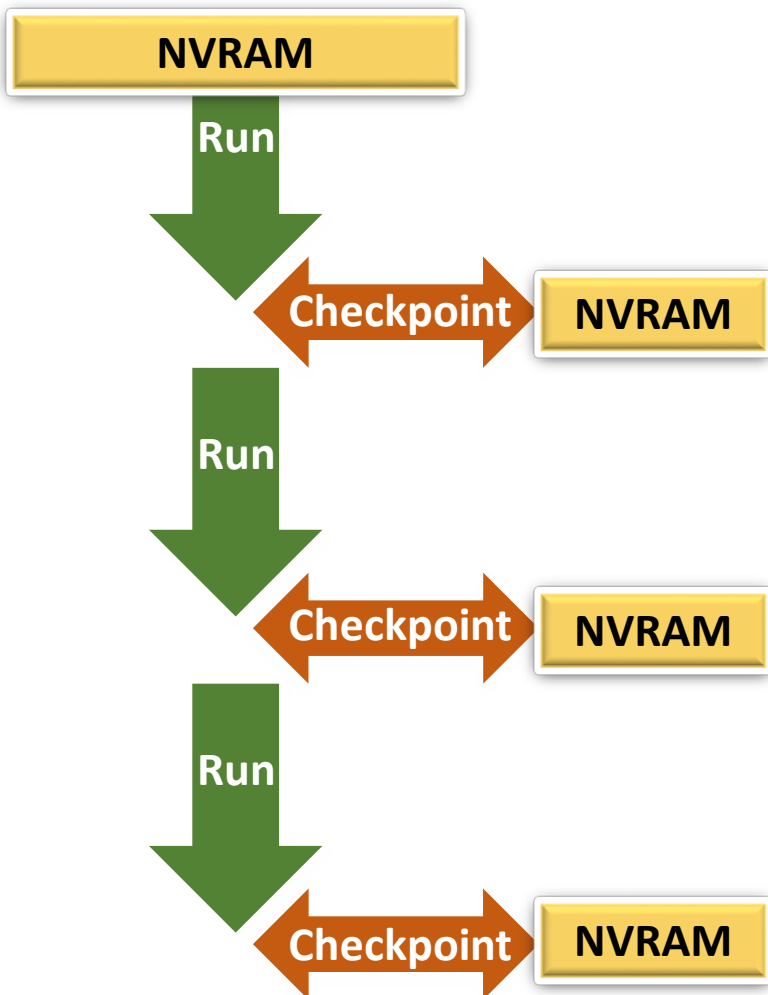 NVRAM
Run
Checkpoint
NVRAM
Run
Checkpoint
NVRAM
Run
Checkpoint
NVRAM